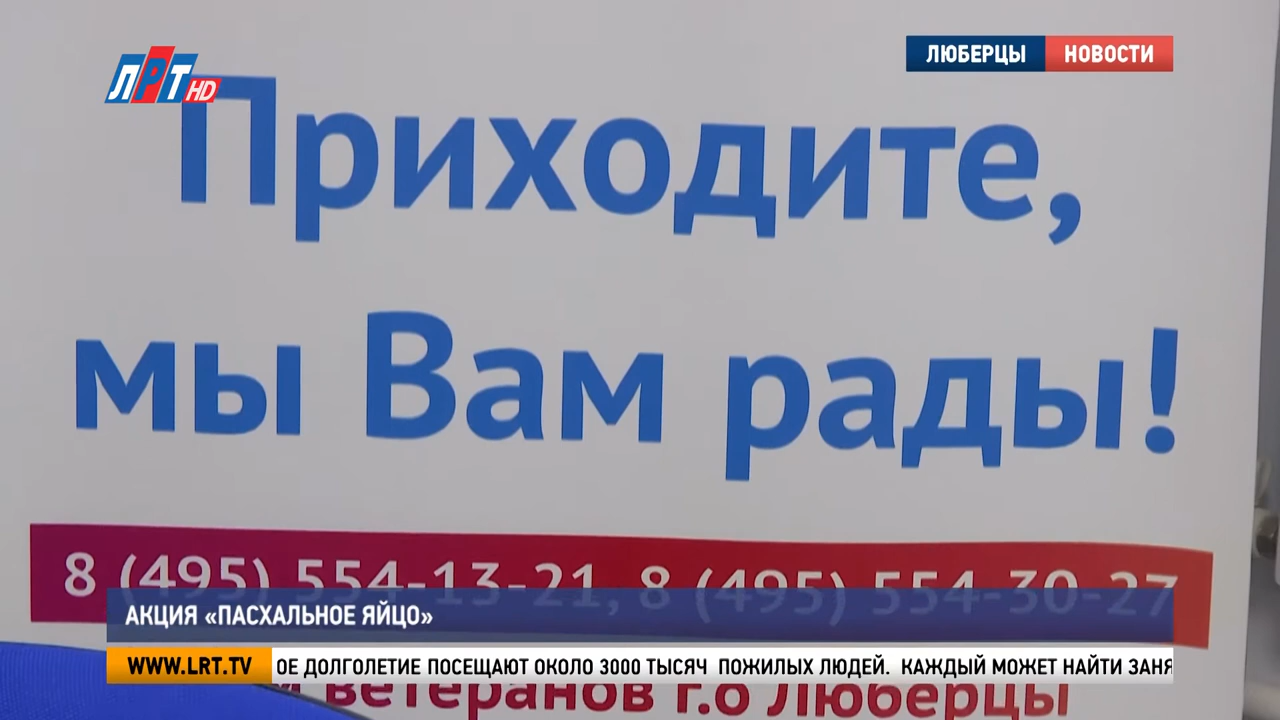 ЛРТ HD
ЛЮБЕРЦЫ НОВОСТИ
Приходите,
мы Вам рады!
8 (495) 554-13-21, 8 (495) 554-30-27
АКЦИЯ «ПАСХАЛЬНОЕ ЯЙЦО»
WWW.LRT.TV ОЕ ДОЛГОЛЕТИЕ ПОСЕЩАЮТ ОКОЛО 3000 ТЫСЯЧ ПОЖИЛЫХ ЛЮДЕЙ. КАЖДЫЙ МОЖЕТ НАЙТИ ЗАНЯ
ветеранов г.о Люберцы